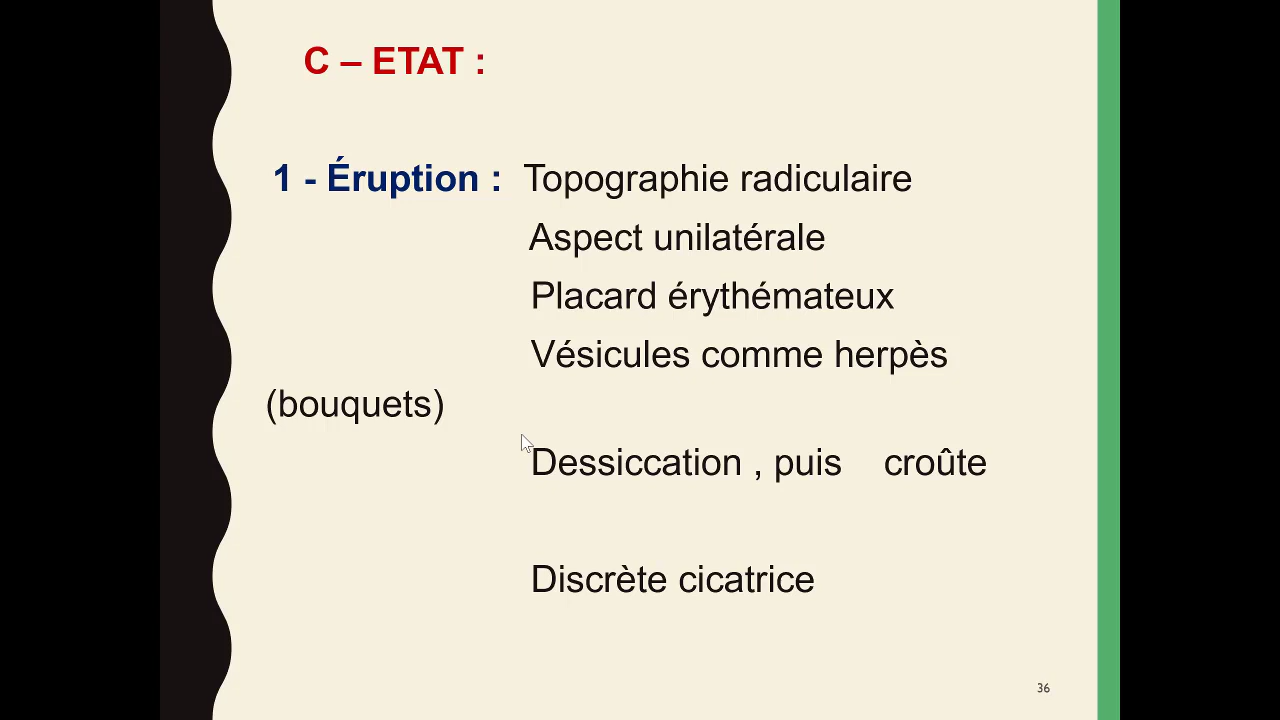 C – ETAT :
1 - Éruption : Topographie radiculaire
Aspect unilatérale
Placard érythémateux
Vésicules comme herpès
(bouquets)
Dessiccation , puis croûte
Discrète cicatrice
36